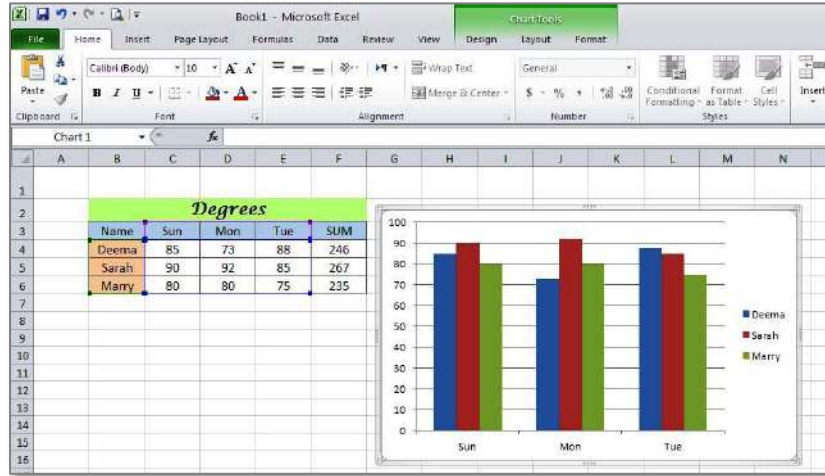 Book1 - Microsoft Excel
Chart Tools
File Home Insert Page Layout Formulas Data Review View Design Layout Format
Paste
Calibri (Body) 10 A A
Wrap Text
General
B I U A
Merge & Center
$ % ,
Conditional Formatting
Format as Table
Cell Styles
Insert
Clipboard Font Alignment Number Styles
Chart 1 fx
A B C D E F G H I J K L M N
1
2 Degrees
3 Name Sun Mon Tue SUM
4 Deema 85 73 88 246
5 Sarah 90 92 85 267
6 Marry 80 80 75 235
7
8
9
10
11
12
13
14
15
16
100
90
80
70
60
50
40
30
20
10
0
Sun Mon Tue
Deema
Sarah
Marry